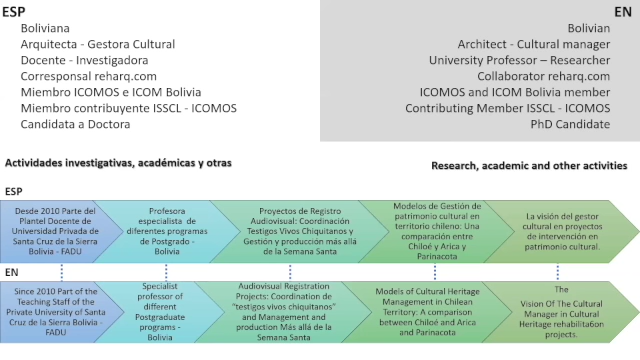 ESP
Boliviana
Arquitecta - Gestora Cultural
Docente - Investigadora
Corresponsal reharq.com
Miembro ICOMOS e ICOM Bolivia
Miembro contribuyente ISSCL - ICOMOS
Candidata a Doctora
EN
Bolivian
Architect - Cultural manager
University Professor – Researcher
Collaborator reharq.com
ICOMOS and ICOM Bolivia member
Contributing Member ISSCL - ICOMOS
PhD Candidate
Actividades investigativas, académicas y otras
Research, academic and other activities
ESP
Desde 2010 Parte del
Plantel Docente de
Universidad Privada de
Santa Cruz de la Sierra
Bolivia - FADU
Profesora
especialista de
diferentes programas
de Postgrado -
Bolivia
Proyectos de Registro
Audiovisual: Coordinación
Testigos Vivos Chiquitanos y
Gestión y producción más allá
de la Semana Santa
Modelos de Gestión de
patrimonio cultural en
territorio chileno: Una
comparación entre
Chiloé y Arica y
Parinacota
La visión del gestor
cultural en proyectos
de intervención en
patrimonio cultural.
EN
Since 2010 Part of the
Teaching Staff of the
Private University of Santa
Cruz de la Sierra Bolivia -
FADU
Specialist
professor of
different
Postgraduate
programs -
Bolivia
Audiovisual Registration
Projects: Coordination of
"testigos vivos chiquitanos"
and Management and
production Más allá de la
Semana Santa
Models of Cultural Heritage
Management in Chilean
Territory: A comparison
between Chiloé and Arica
and Parinacota
The
Vision Of The Cultural
Manager in Cultural
Heritage rehabilita6on
projects.